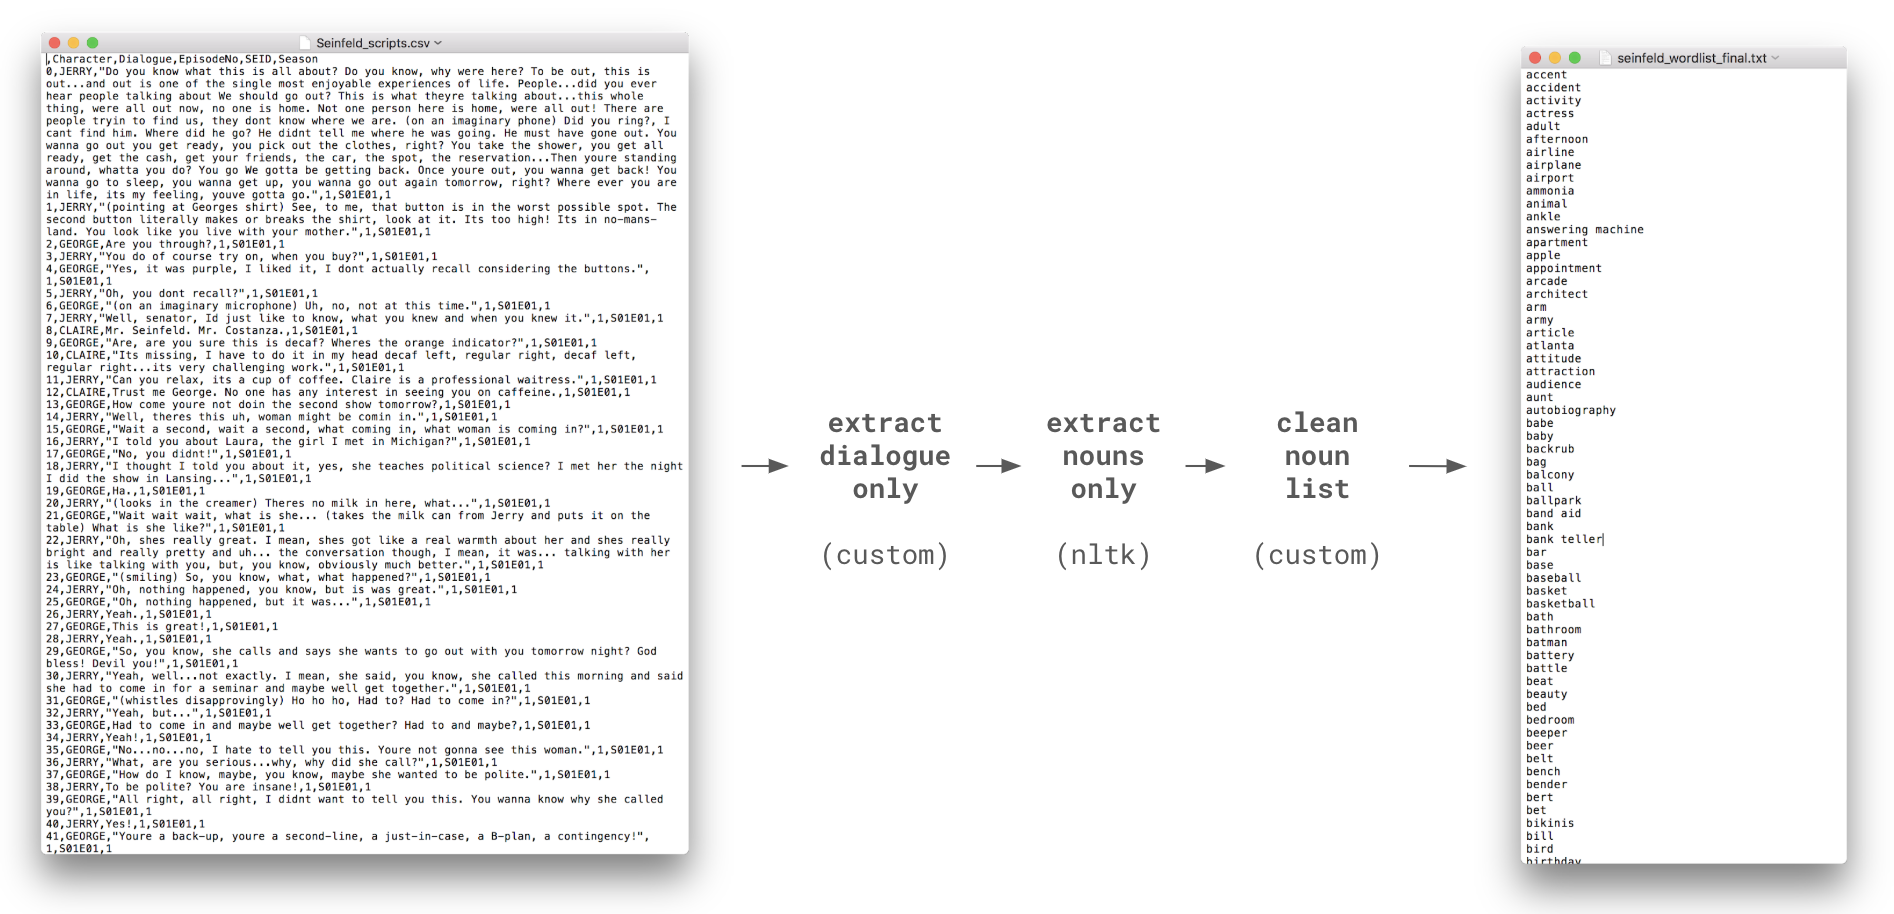 Seinfeld_scripts.csv
,Character,Dialogue,EpisodeNo,SEID,Season
0,JERRY,"Do you know what this is all about? Do you know, why were here? To be out, this is
out...and out is one of the single most enjoyable experiences of life. People...did you ever
hear people talking about We should go out? This is what theyre talking about...this whole
thing, were all out now, no one is home. Not one person here is home, were all out! There are
people tryin to find us, they dont know where we are. (on an imaginary phone) Did you ring?, I
cant find him. Where did he go? He didnt tell me where he was going. He must have gone out. You
wanna go out you get ready, you pick out the clothes, right? You take the shower, you get all
ready, get the cash, get your friends, the car, the spot, the reservation...Then youre standing
around, whatta you do? You go We gotta be getting back. Once youre out, you wanna get back! You
wanna go to sleep, you wanna get up, you wanna go out again tomorrow, right? Where ever you are
in life, its my feeling, youve gotta go.",1,S01E01,1
1,JERRY,"(pointing at Georges shirt) See, to me, that button is in the worst possible spot. The
second button literally makes or breaks the shirt, look at it. Its too high! Its in no-mans-
land. You look like you live with your mother.",1,S01E01,1
2,GEORGE,Are you through?,1,S01E01,1
3,JERRY,"You do of course try on, when you buy?",1,S01E01,1
4,GEORGE,"Yes, it was purple, I liked it, I dont actually recall considering the buttons.",
1,S01E01,1
5,JERRY,"Oh, you dont recall?",1,S01E01,1
6,GEORGE,"(on an imaginary microphone) Uh, no, not at this time.",1,S01E01,1
7,JERRY,"Well, senator, Id just like to know, what you knew and when you knew it.",1,S01E01,1
8,CLAIRE,Mr. Seinfeld. Mr. Costanza.,1,S01E01,1
9,GEORGE,"Are, are you sure this is decaf? Wheres the orange indicator?",1,S01E01,1
10,CLAIRE,"Its missing, I have to do it in my head decaf left, regular right, decaf left,
regular right...its very challenging work.",1,S01E01,1
11,JERRY,"Can you relax, its a cup of coffee. Claire is a professional waitress.",1,S01E01,1
12,CLAIRE,Trust me George. No one has any interest in seeing you on caffeine.,1,S01E01,1
13,GEORGE,How come youre not doin the second show tomorrow?,1,S01E01,1
14,JERRY,"Well, theres this uh, woman might be comin in.",1,S01E01,1
15,GEORGE,"Wait a second, wait a second, what coming in, what woman is coming in?",1,S01E01,1
16,JERRY,"I told you about Laura, the girl I met in Michigan?",1,S01E01,1
17,GEORGE,"No, you didnt!",1,S01E01,1
18,JERRY,"I thought I told you about it, yes, she teaches political science? I met her the night
I did the show in Lansing...",1,S01E01,1
19,GEORGE,Ha.,1,S01E01,1
20,JERRY,"(looks in the creamer) Theres no milk in here, what...",1,S01E01,1
21,GEORGE,"Wait wait wait, what is she... (takes the milk can from Jerry and puts it on the
table) What is she like?",1,S01E01,1
22,JERRY,"Oh, shes really great. I mean, shes got like a real warmth about her and shes really
bright and really pretty and uh... the conversation though, I mean, it was... talking with her
is like talking with you, but, you know, obviously much better.",1,S01E01,1
23,GEORGE,"(smiling) So, you know, what, what happened?",1,S01E01,1
24,JERRY,"Oh, nothing happened, you know, but is was great.",1,S01E01,1
25,GEORGE,"Oh, nothing happened, but it was...",1,S01E01,1
26,JERRY,Yeah.,1,S01E01,1
27,GEORGE,This is great!,1,S01E01,1
28,JERRY,Yeah.,1,S01E01,1
29,GEORGE,"So, you know, she calls and says she wants to go out with you tomorrow night? God
bless! Devil you!",1,S01E01,1
30,JERRY,"Yeah, well...not exactly. I mean, she said, you know, she called this morning and said
she had to come in for a seminar and maybe well get together.",1,S01E01,1
31,GEORGE,"(whistles disapprovingly) Ho ho ho, Had to? Had to come in?",1,S01E01,1
32,JERRY,"Yeah, but...",1,S01E01,1
33,GEORGE,Had to come in and maybe well get together? Had to and maybe?,1,S01E01,1
34,JERRY,Yeah!,1,S01E01,1
35,GEORGE,"No...no...no, I hate to tell you this. Youre not gonna see this woman.",1,S01E01,1
36,JERRY,"What, are you serious...why, why did she call?",1,S01E01,1
37,GEORGE,"How do I know, maybe, you know, maybe she wanted to be polite.",1,S01E01,1
38,JERRY,To be polite? You are insane!,1,S01E01,1
39,GEORGE,"All right, all right, I didnt want to tell you this. You wanna know why she called
you?",1,S01E01,1
40,JERRY,Yes!,1,S01E01,1
41,GEORGE,"Youre a back-up, youre a second-line, a just-in-case, a B-plan, a contingency!",
1,S01E01,1
extract
dialogue
only
(custom)
extract
nouns
only
(nltk)
clean
noun
list
(custom)
seinfeld_wordlist_final.txt
accent
accident
activity
actress
adult
afternoon
airline
airplane
airport
ammonia
animal
ankle
answering machine
apartment
apple
appointment
arcade
architect
arm
army
article
atlanta
attitude
attraction
audience
aunt
autobiography
babe
baby
backrub
bag
balcony
ball
ballpark
band aid
bank
bank teller
bar
base
baseball
basket
basketball
bath
bathroom
batman
battery
battle
beat
beauty
bed
bedroom
beeper
beer
belt
bench
bender
bert
bet
bikinis
bill
bird
birthday